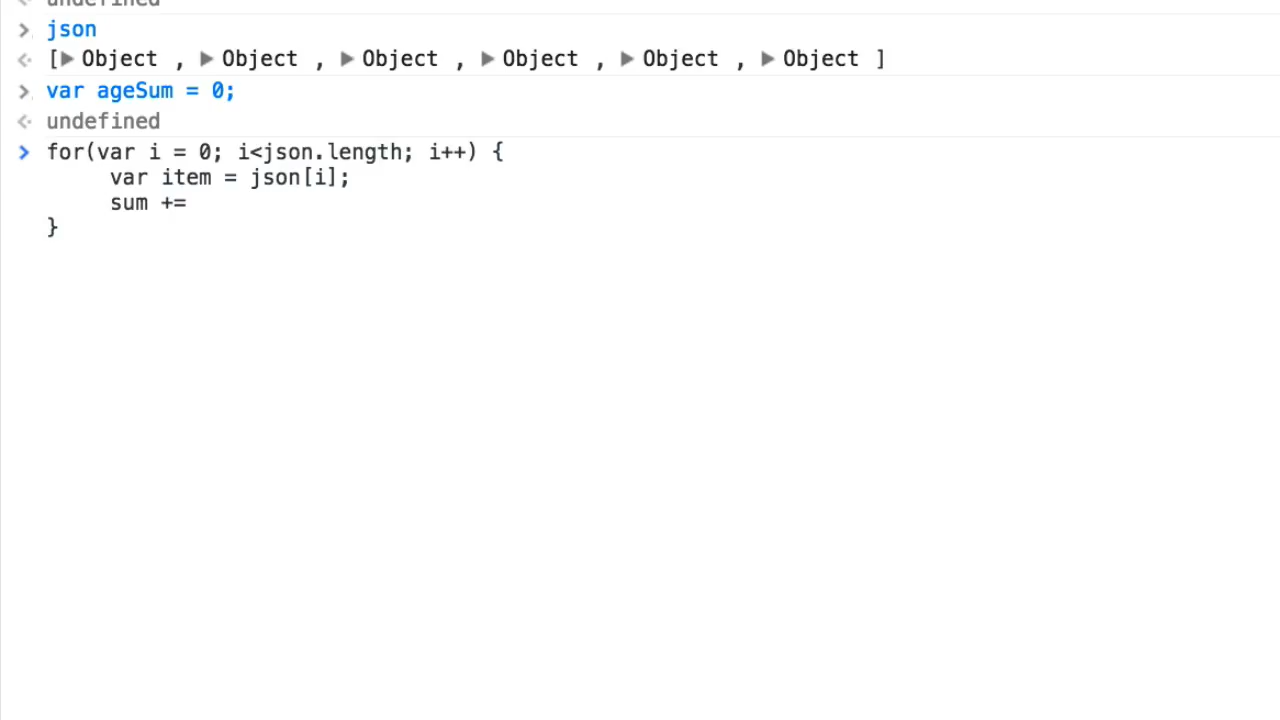 undefined
json
[▶Object , ▶Object , ▶Object , ▶Object , ▶Object , ▶Object ]
var ageSum = 0;
undefined
for(var i = 0; i<json.length; i++) {
var item = json[i];
sum +=
}